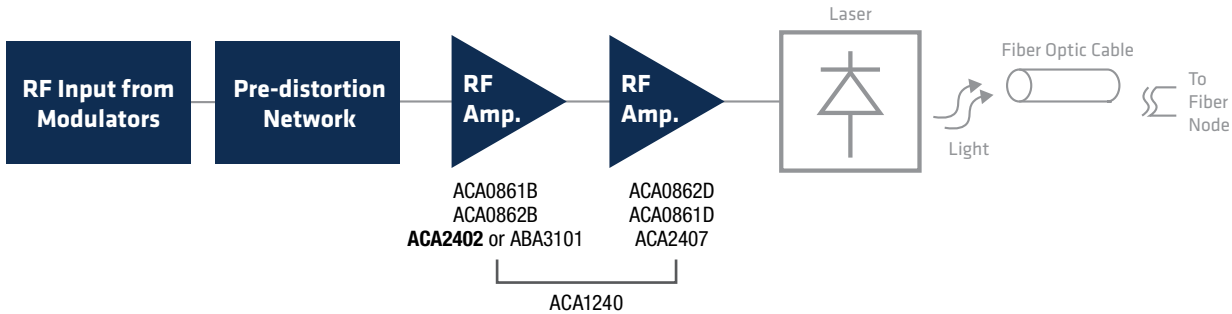 Laser
Fiber Optic Cable
RF Input from
Modulators
Pre-distortion
Network
RF
Amp.
RF
Amp.
Light
To
Fiber
Node
ACA0861B
ACA0862B
ACA2402 or ABA3101
ACA0862D
ACA0861D
ACA2407
ACA1240